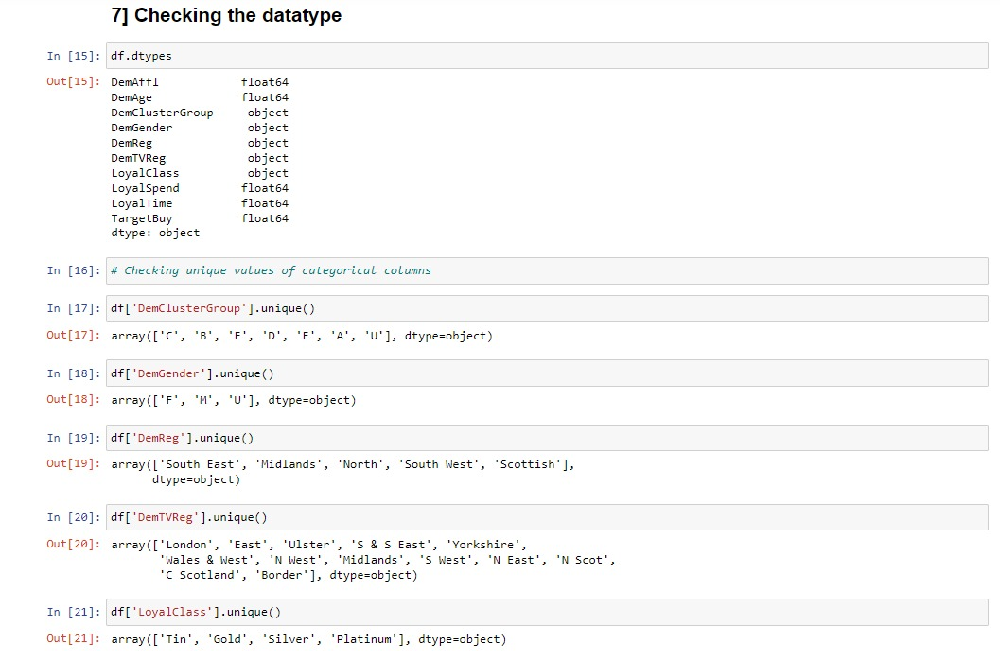 7] Checking the datatype
In [15]: df.dtypes
Out[15]: DemAffl            float64
DemAge             float64
DemClusterGroup     object
DemGender           object
DemReg              object
DemTVReg            object
LoyalClass          object
LoyalSpend         float64
LoyalTime          float64
TargetBuy          float64
dtype: object
In [16]: # Checking unique values of categorical columns
In [17]: df['DemClusterGroup'].unique()
Out[17]: array(['C', 'B', 'E', 'D', 'F', 'A', 'U'], dtype=object)
In [18]: df['DemGender'].unique()
Out[18]: array(['F', 'M', 'U'], dtype=object)
In [19]: df['DemReg'].unique()
Out[19]: array(['South East', 'Midlands', 'North', 'South West', 'Scottish'],
dtype=object)
In [20]: df['DemTVReg'].unique()
Out[20]: array(['London', 'East', 'Ulster', 'S & S East', 'Yorkshire',
'Wales & West', 'N West', 'Midlands', 'S West', 'N East', 'N Scot',
'C Scotland', 'Border'], dtype=object)
In [21]: df['LoyalClass'].unique()
Out[21]: array(['Tin', 'Gold', 'Silver', 'Platinum'], dtype=object)